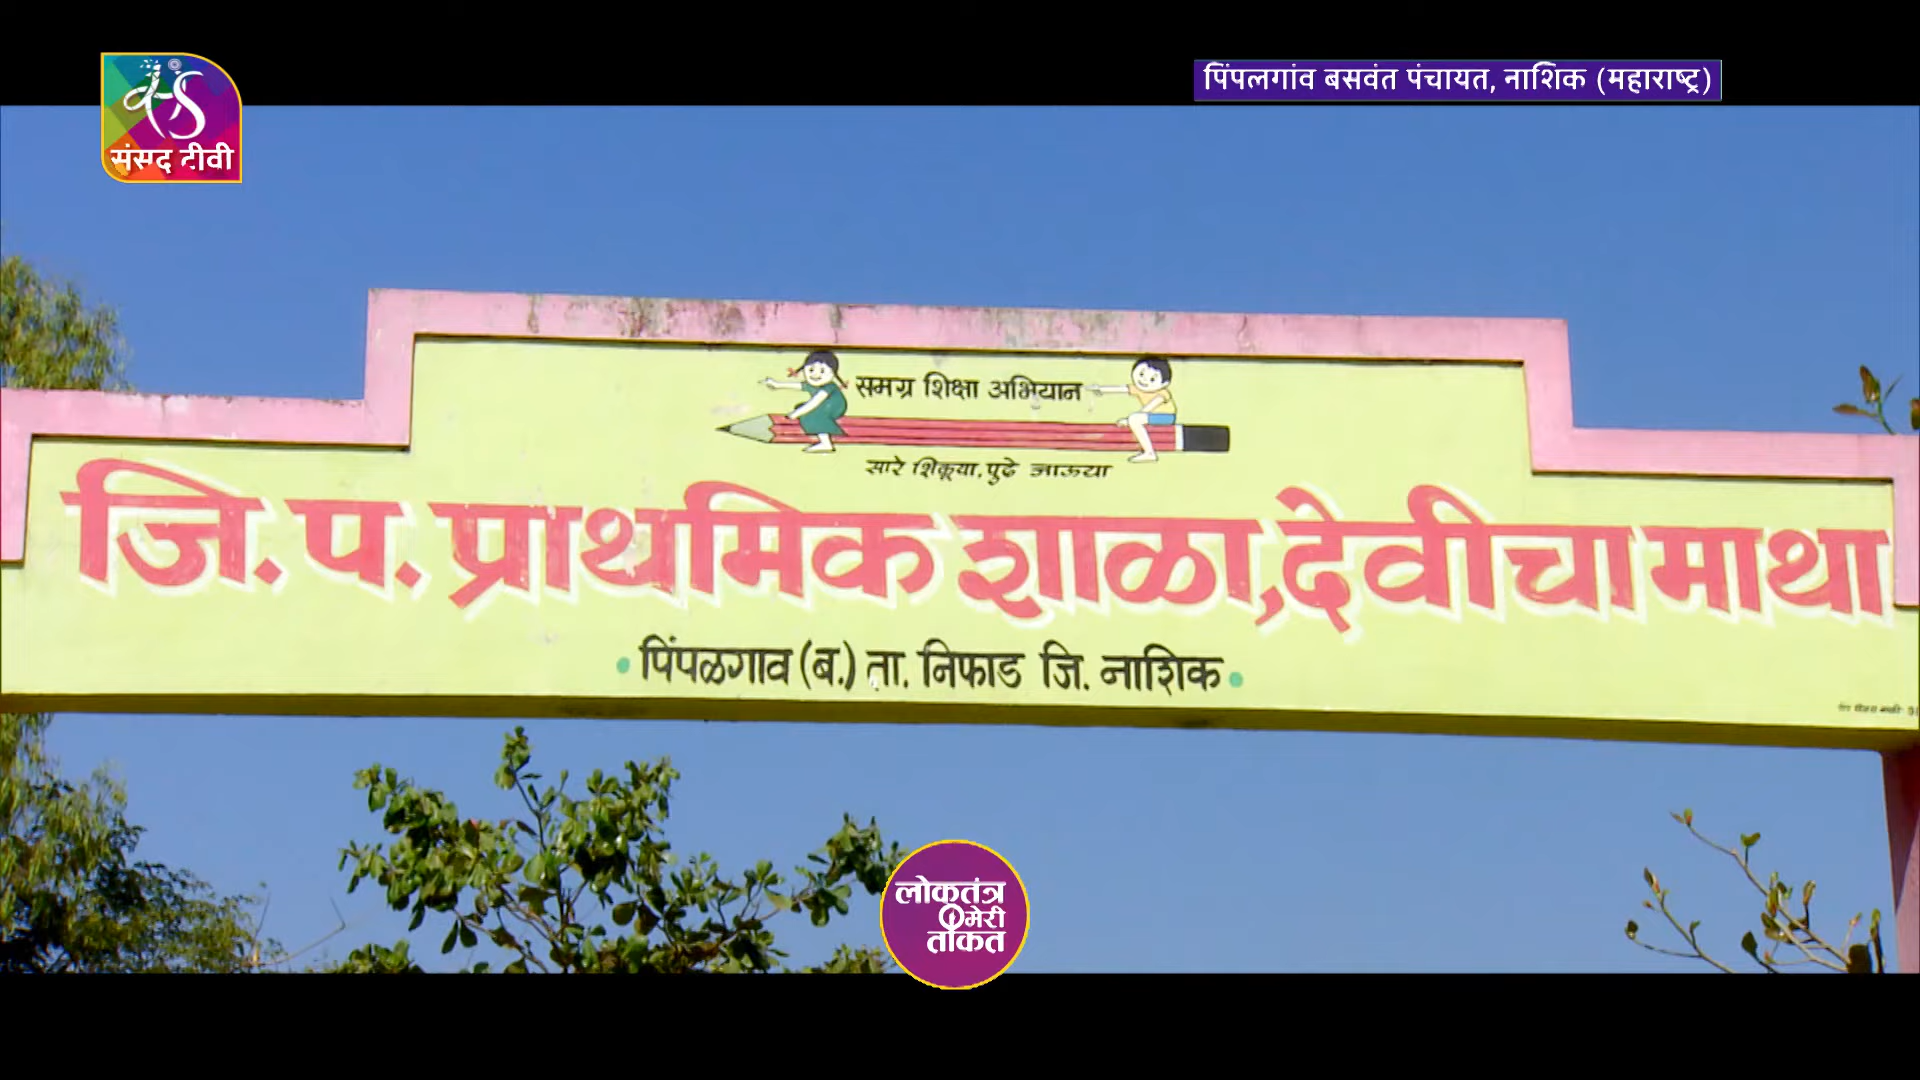 संसद टीवी
पिंपलगांव बसवंत पंचायत, नाशिक (महाराष्ट्र)
समग्र शिक्षा अभियान
सारे शिकूया, पुढे जाऊया
जि. प. प्राथमिक शाळा, देवीचा माथा
पिंपळगाव (ब.) ता. निफाड जि. नाशिक
लोकतंत्र
मेरी
ताकत